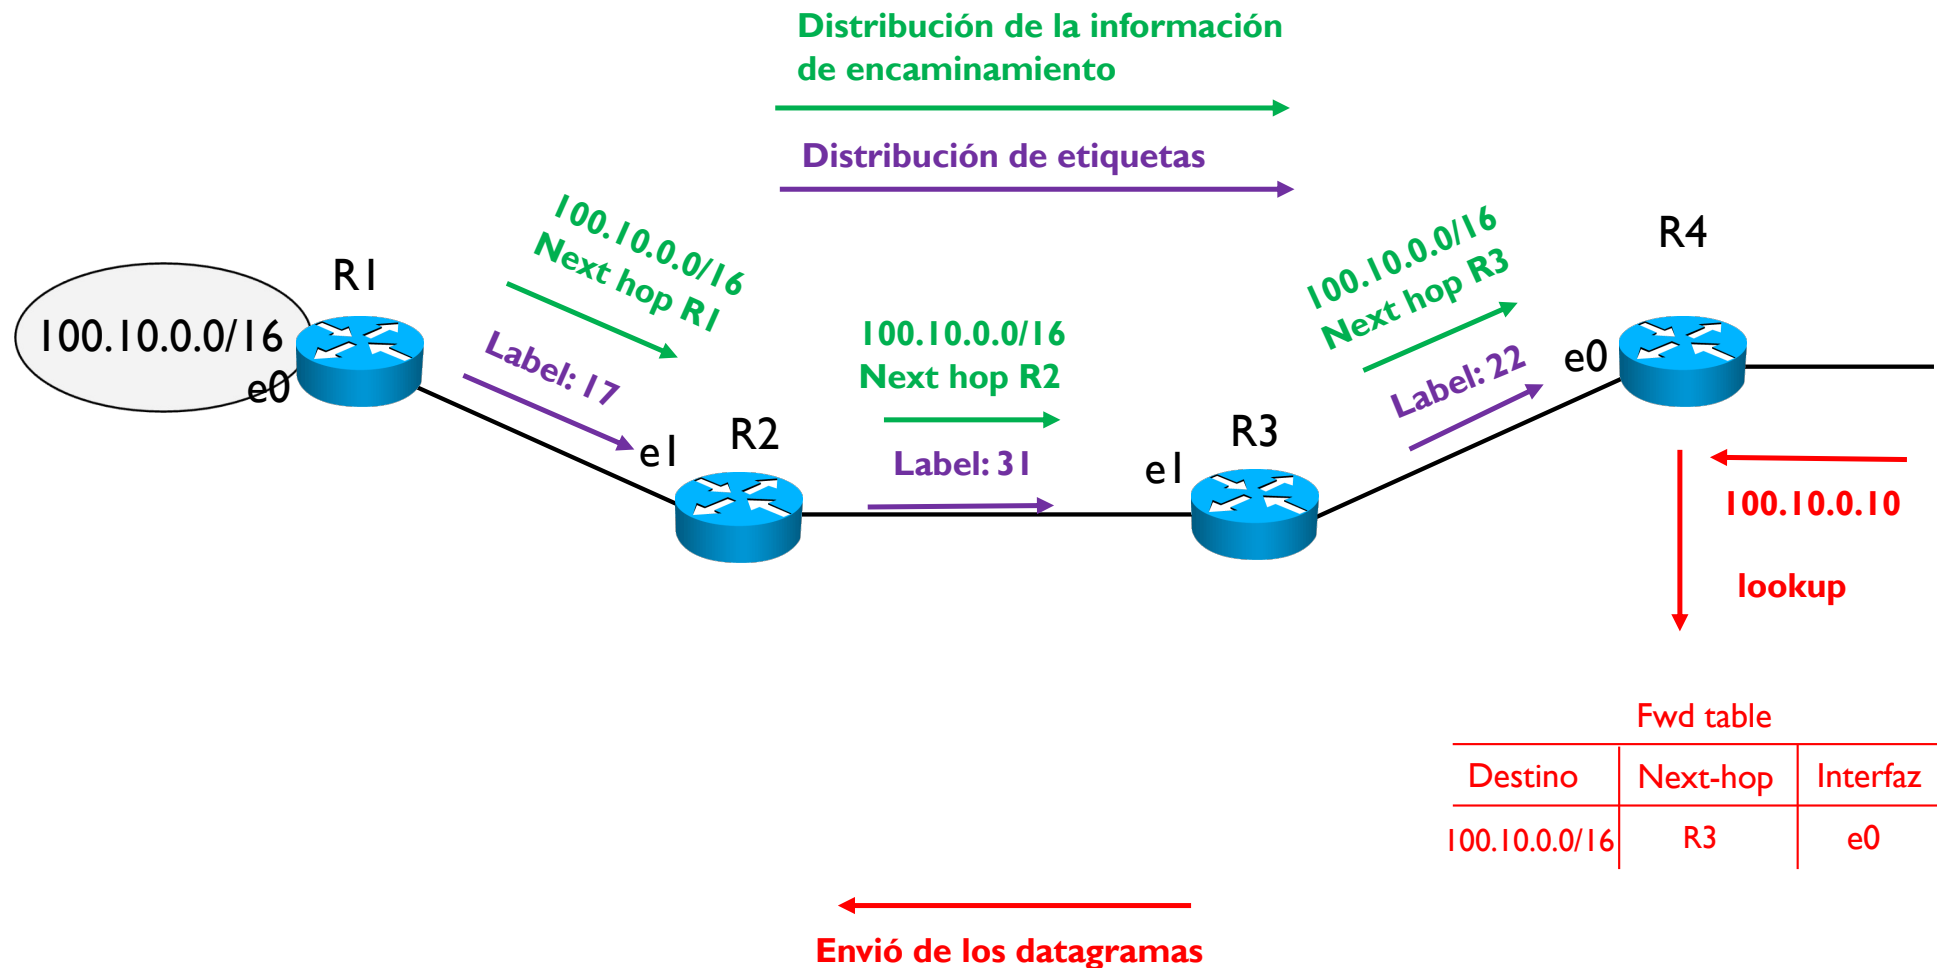 Distribución de la información
de encaminamiento
Distribución de etiquetas
100.10.0.0/16
Next hop R1
Label: 17
100.10.0.0/16
Next hop R2
Label: 31
100.10.0.0/16
Next hop R3
Label: 22
R1
100.10.0.0/16
e0
e1
R2
e1
R3
e0
R4
100.10.0.10
lookup
Fwd table
Destino Next-hop Interfaz
100.10.0.0/16 R3 e0
Envió de los datagramas